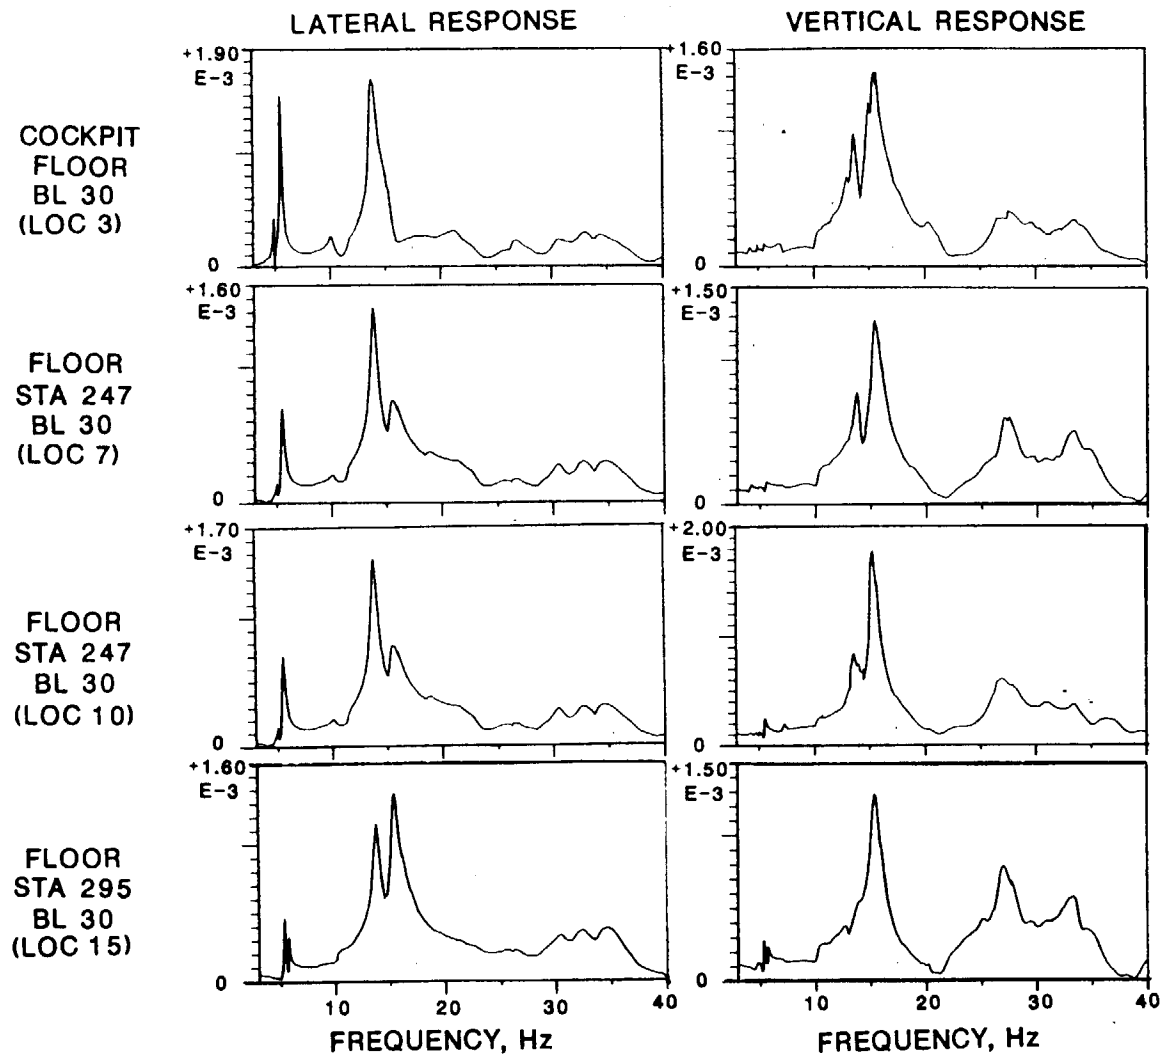 LATERAL RESPONSE
VERTICAL RESPONSE
COCKPIT
FLOOR
BL 30
(LOC 3)
+1.90
E-3
0
+1.60
E-3
0
FLOOR
STA 247
BL 30
(LOC 7)
+1.60
E-3
0
+1.50
E-3
0
FLOOR
STA 247
BL 30
(LOC 10)
+1.70
E-3
0
+2.00
E-3
0
FLOOR
STA 295
BL 30
(LOC 15)
+1.60
E-3
0
+1.50
E-3
0
10 20 30 40
10 20 30 40
FREQUENCY, Hz
FREQUENCY, Hz